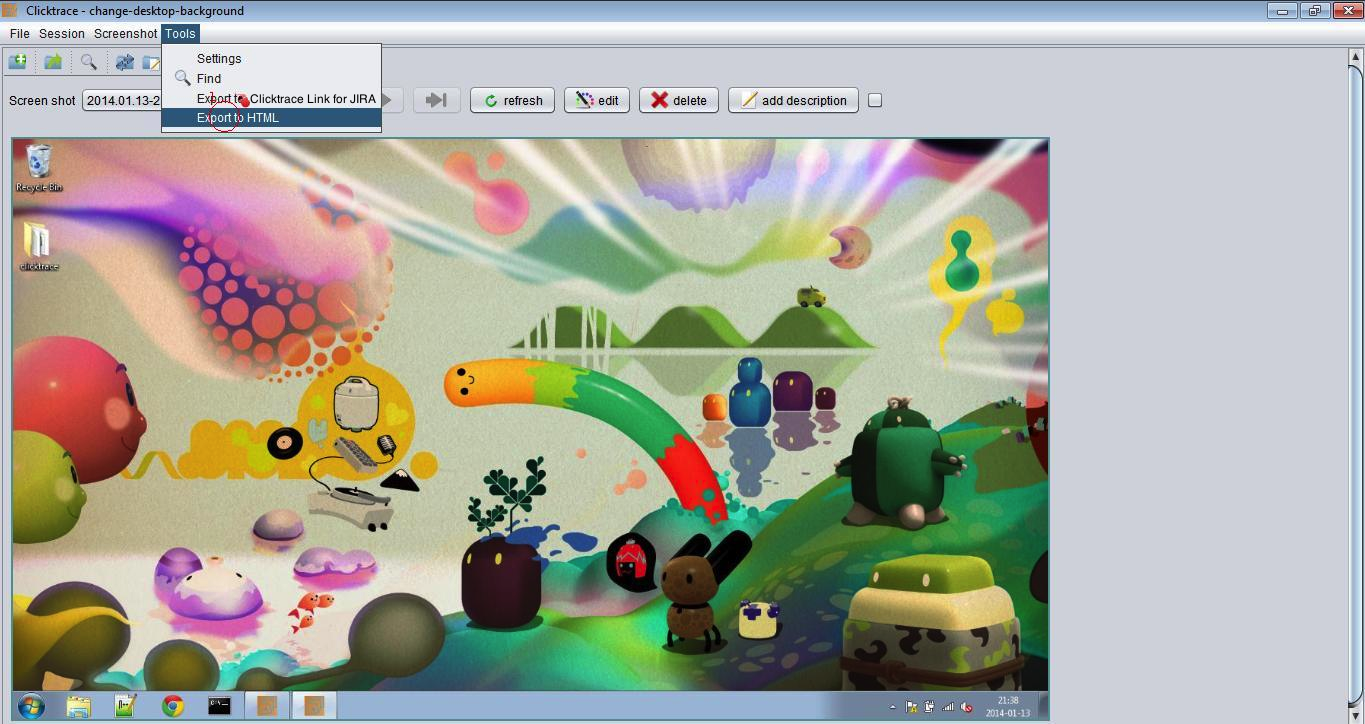 Clicktrace - change-desktop-background
File Session Screenshot Tools
Settings
Find
Export to Clicktrace Link for JIRA
Export to HTML
Screen shot 2014.01.13-2 refresh edit delete add description
Recycle Bin
clicktrace
21:38
2014-01-13